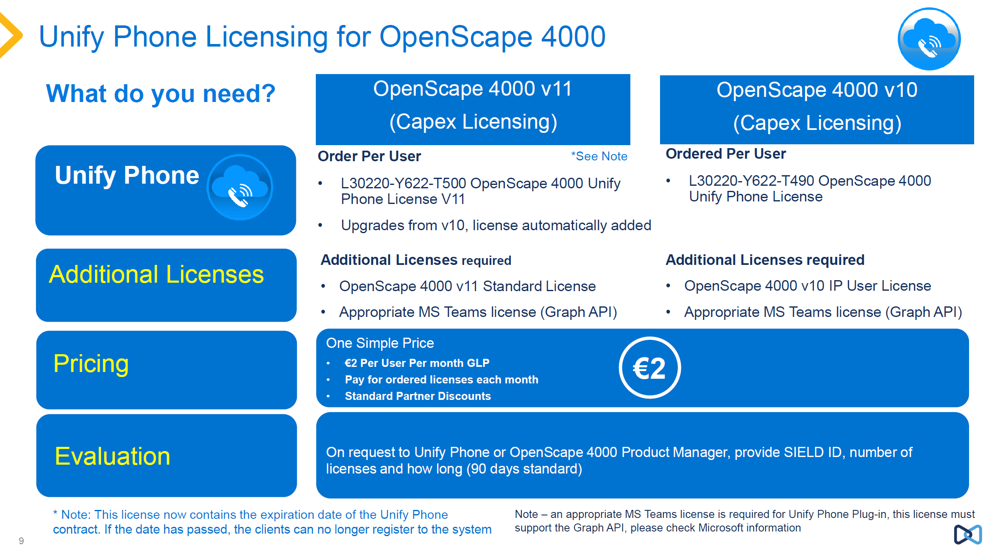 Unify Phone Licensing for OpenScape 4000
What do you need?
OpenScape 4000 v11
(Capex Licensing)
OpenScape 4000 v10
(Capex Licensing)
Unify Phone
Order Per User
*See Note
• L30220-Y622-T500 OpenScape 4000 Unify
Phone License V11
• Upgrades from v10, license automatically added
Ordered Per User
• L30220-Y622-T490 OpenScape 4000
Unify Phone License
Additional Licenses
Additional Licenses required
• OpenScape 4000 v11 Standard License
• Appropriate MS Teams license (Graph API)
Additional Licenses required
• OpenScape 4000 v10 IP User License
• Appropriate MS Teams license (Graph API)
Pricing
One Simple Price
• €2 Per User Per month GLP
• Pay for ordered licenses each month
• Standard Partner Discounts
€2
Evaluation
On request to Unify Phone or OpenScape 4000 Product Manager, provide SIELD ID, number of
licenses and how long (90 days standard)
* Note: This license now contains the expiration date of the Unify Phone
contract. If the date has passed, the clients can no longer register to the system
Note – an appropriate MS Teams license is required for Unify Phone Plug-in, this license must
support the Graph API, please check Microsoft information
9